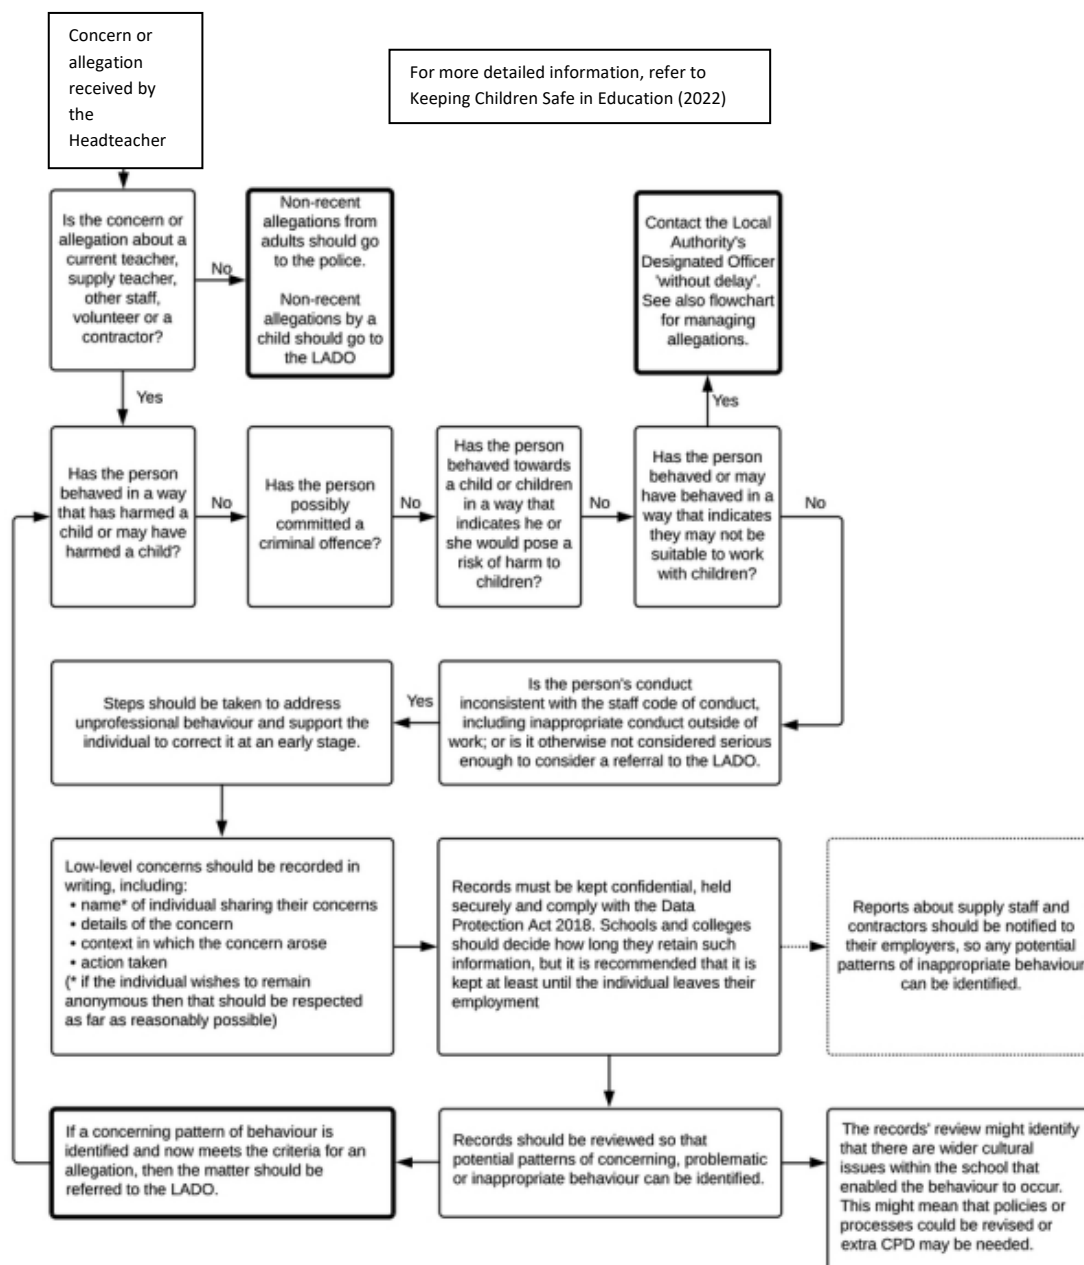 Concern or
allegation
received by
the
Headteacher
For more detailed information, refer to
Keeping Children Safe in Education (2022)
Is the concern or
allegation about a
current teacher,
supply teacher,
other staff,
volunteer or a
contractor?
No
Non-recent
allegations from
adults should go
to the police.
Non-recent
allegations by a
child should go to
the LADO
Contact the Local
Authority's
Designated Officer
'without delay'.
See also flowchart
for managing
allegations.
Yes
Yes
Has the person
behaved in a way
that has harmed a
child or may have
harmed a child?
No
Has the person
possibly
committed a
criminal offence?
No
Has the person
behaved towards
a child or children
in a way that
indicates he or
she would pose a
risk of harm to
children?
No
Has the person
behaved or may
have behaved in a
way that indicates
they may not be
suitable to work
with children?
No
Steps should be taken to address
unprofessional behaviour and support the
individual to correct it at an early stage.
Yes
Is the person's conduct
inconsistent with the staff code of conduct,
including inappropriate conduct outside of
work; or is it otherwise not considered serious
enough to consider a referral to the LADO.
Low-level concerns should be recorded in
writing, including:
• name* of individual sharing their concerns
• details of the concern
• context in which the concern arose
• action taken
(* if the individual wishes to remain
anonymous then that should be respected
as far as reasonably possible)
Records must be kept confidential, held
securely and comply with the Data
Protection Act 2018. Schools and colleges
should decide how long they retain such
information, but it is recommended that it is
kept at least until the individual leaves their
employment
Reports about supply staff and
contractors should be notified to
their employers, so any potential
patterns of inappropriate behaviour
can be identified.
If a concerning pattern of behaviour is
identified and now meets the criteria for an
allegation, then the matter should be
referred to the LADO.
Records should be reviewed so that
potential patterns of concerning, problematic
or inappropriate behaviour can be identified.
The records' review might identify
that there are wider cultural
issues within the school that
enabled the behaviour to occur.
This might mean that policies or
processes could be revised or
extra CPD may be needed.